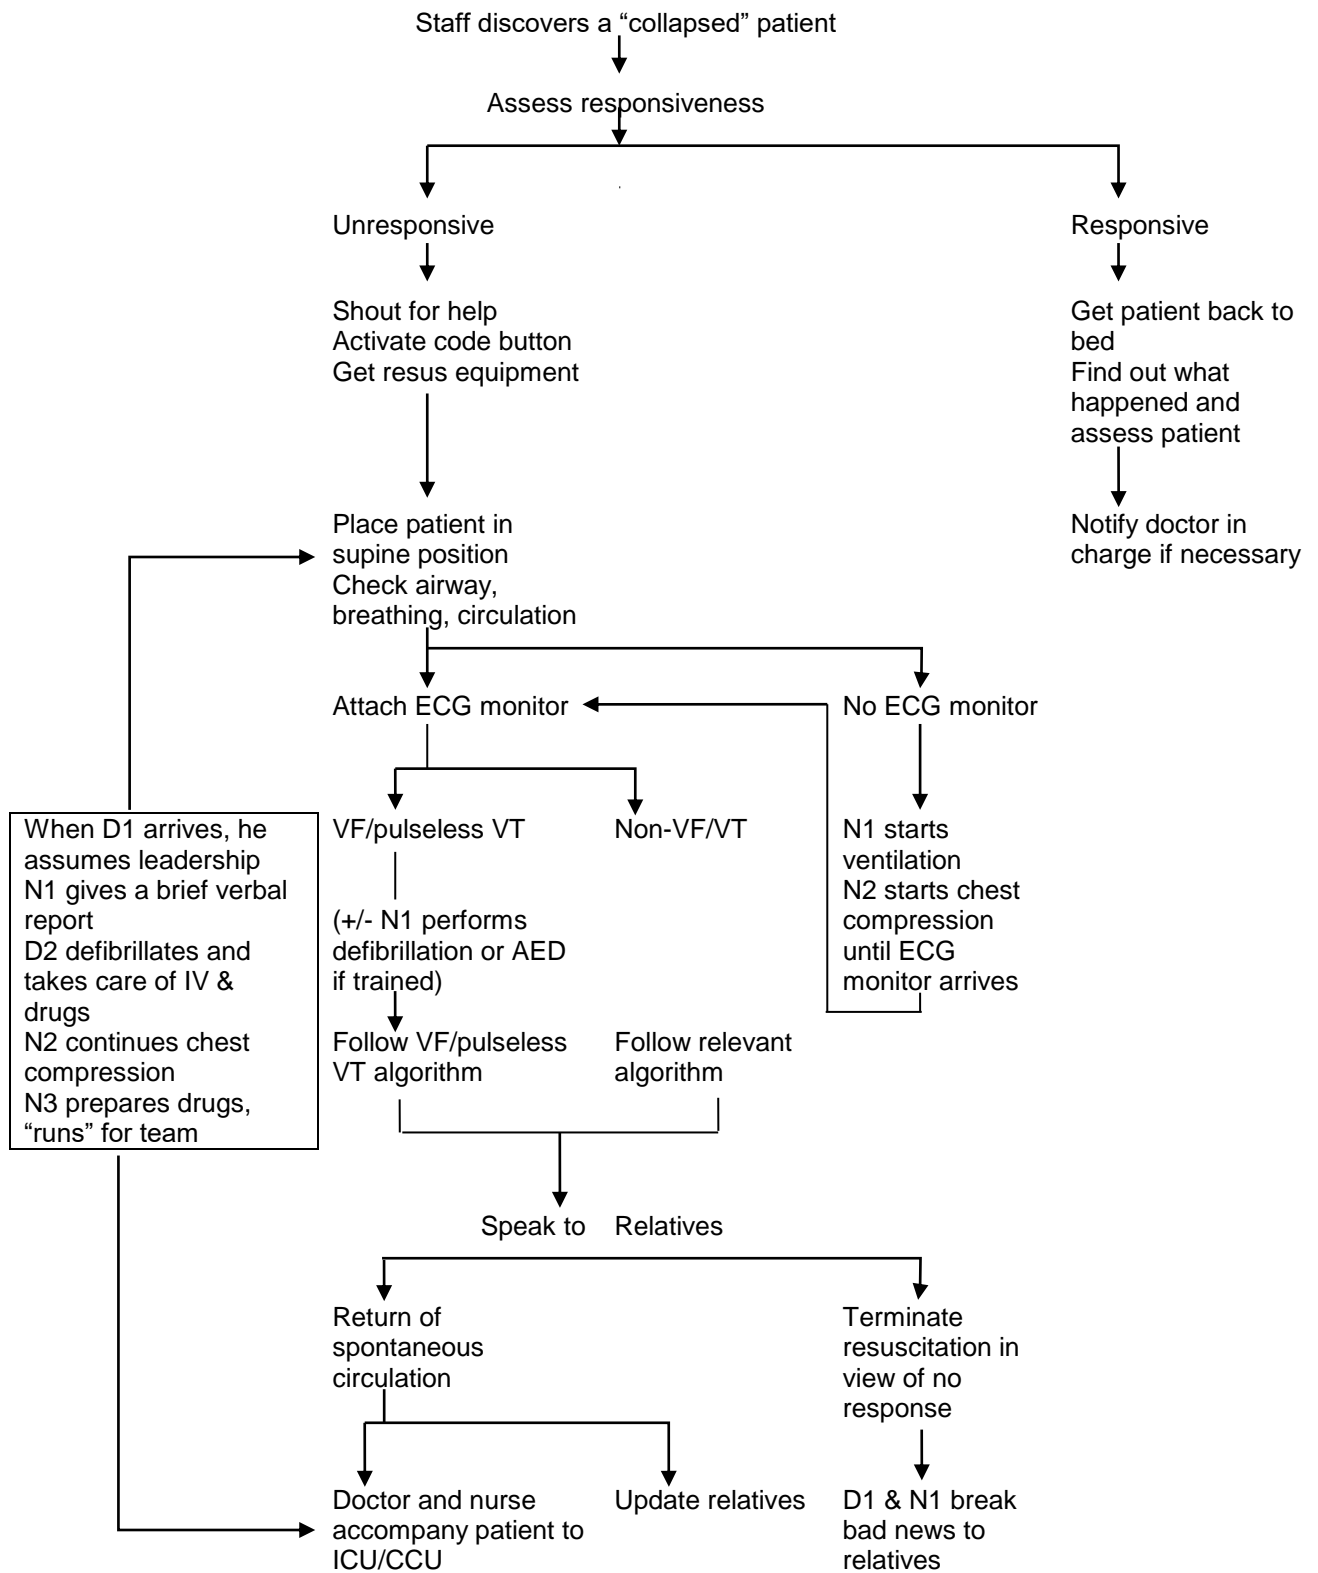 Staff discovers a “collapsed” patient
Assess responsiveness
Unresponsive
Responsive
Shout for help
Activate code button
Get resus equipment
Get patient back to
bed
Find out what
happened and
assess patient
Place patient in
supine position
Check airway,
breathing, circulation
Notify doctor in
charge if necessary
Attach ECG monitor
No ECG monitor
When D1 arrives, he
assumes leadership
N1 gives a brief verbal
report
D2 defibrillates and
takes care of IV &
drugs
N2 continues chest
compression
N3 prepares drugs,
“runs” for team
VF/pulseless VT
Non-VF/VT
N1 starts
ventilation
N2 starts chest
compression
until ECG
monitor arrives
(+/- N1 performs
defibrillation or AED
if trained)
Follow VF/pulseless
VT algorithm
Follow relevant
algorithm
Speak to Relatives
Return of
spontaneous
circulation
Terminate
resuscitation in
view of no
response
Doctor and nurse
accompany patient to
ICU/CCU
Update relatives
D1 & N1 break
bad news to
relatives